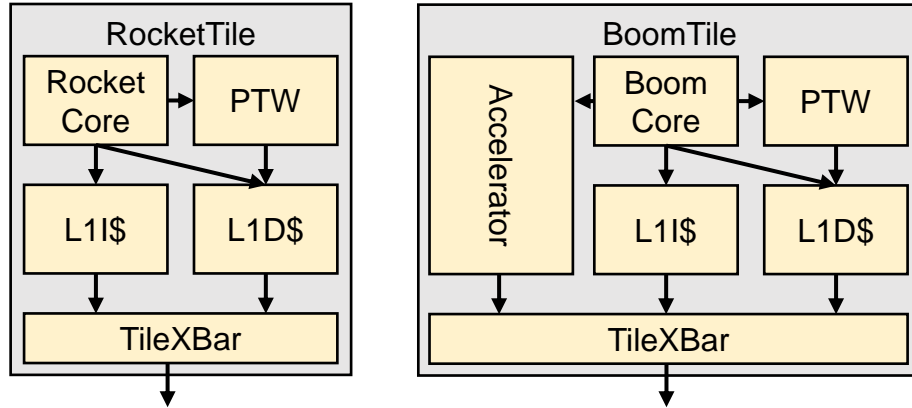 RocketTile
Rocket
Core
PTW
L1I$
L1D$
TileXBar
BoomTile
Accelerator
Boom
Core
PTW
L1I$
L1D$
TileXBar